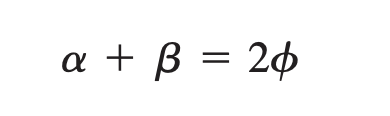 α + β = 2ϕ